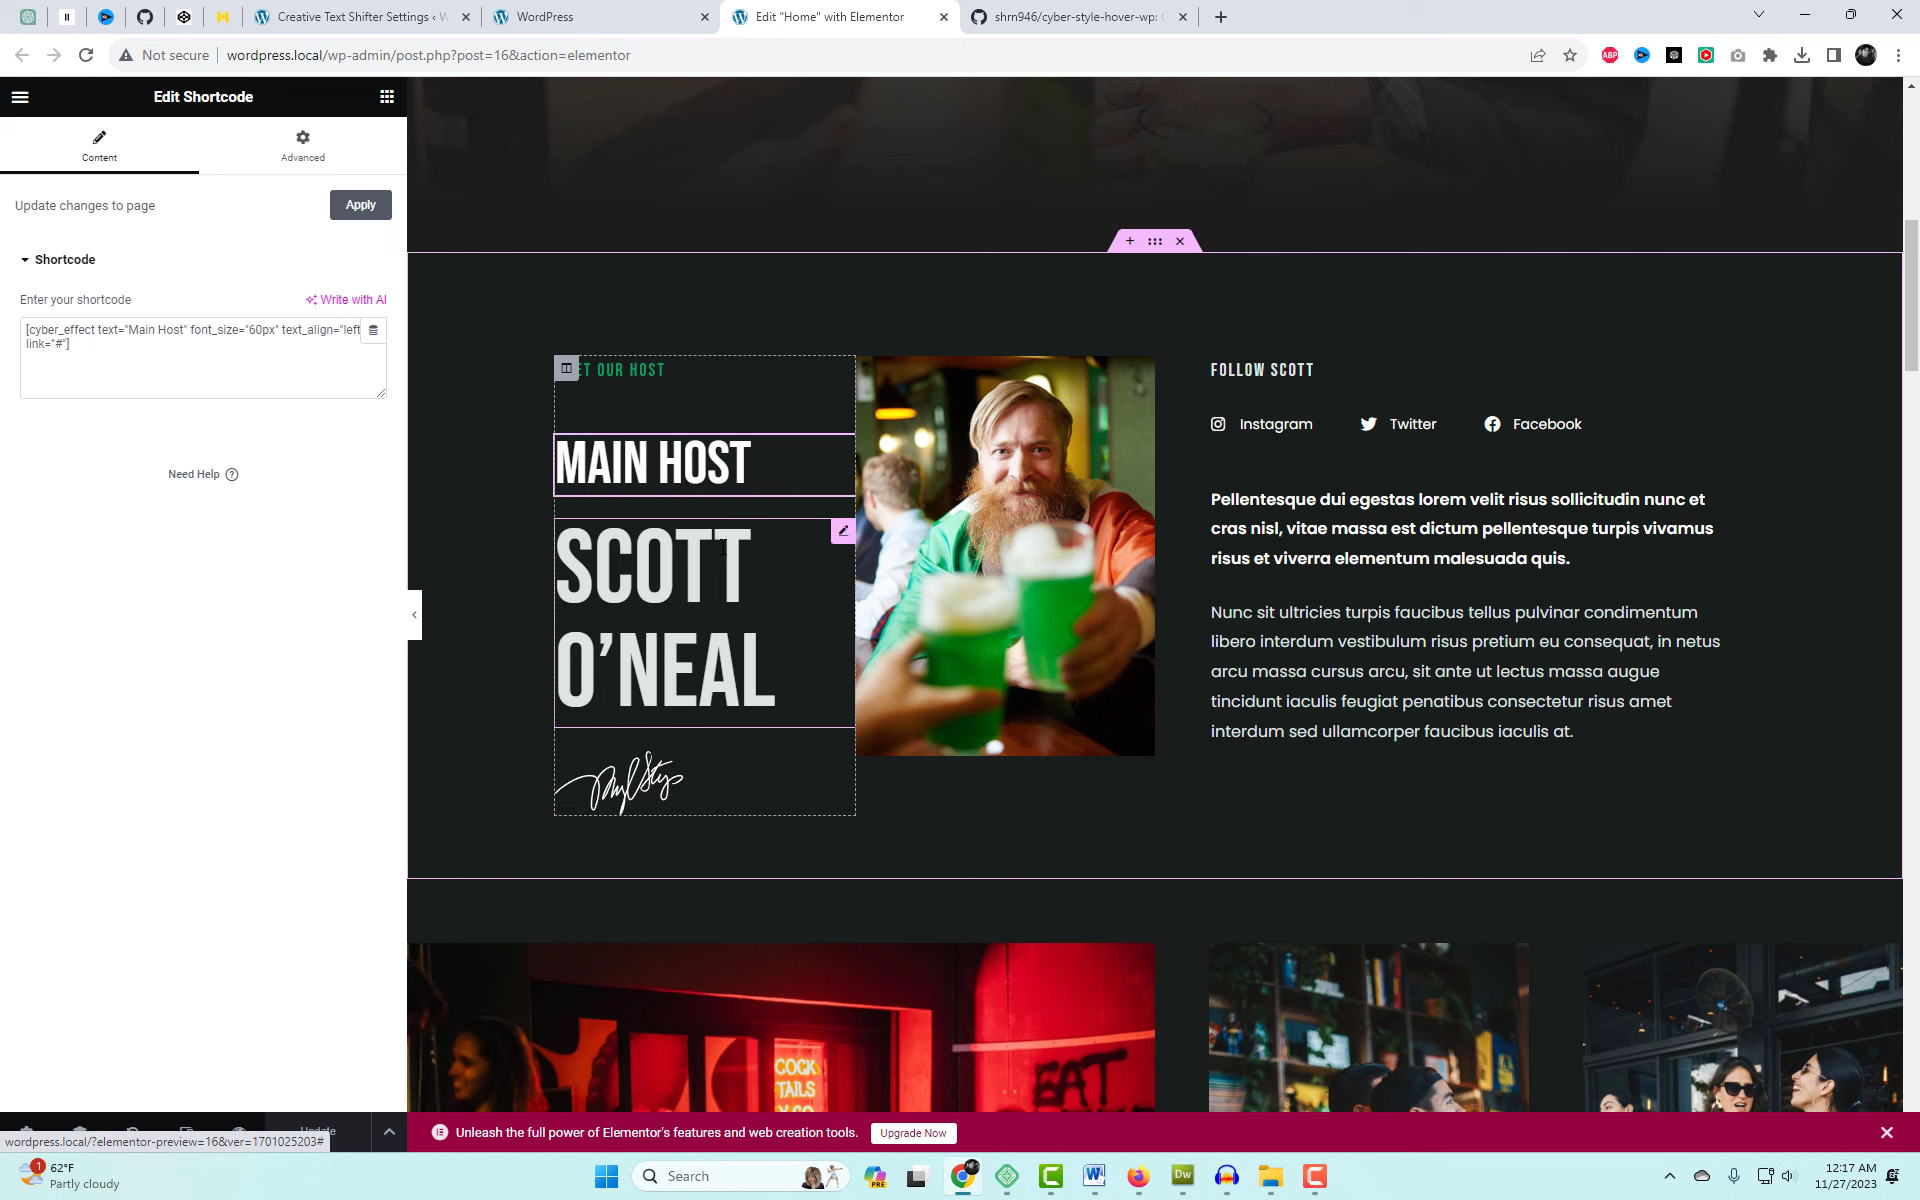 Creative Text Shifter Settings ‹ W
WordPress
Edit "Home" with Elementor
shrn946/cyber-style-hover-wp: C
Not secure
wordpress.local/wp-admin/post.php?post=16&action=elementor
ABP
Edit Shortcode
Content
Advanced
Update changes to page
Apply
Shortcode
Enter your shortcode
Write with AI
[cyber_effect text="Main Host" font_size="60px" text_align="left
link="#"]
Need Help
ET OUR HOST
MAIN HOST
SCOTT
O’NEAL
FOLLOW SCOTT
Instagram
Twitter
Facebook
Pellentesque dui egestas lorem velit risus sollicitudin nunc et
cras nisl, vitae massa est dictum pellentesque turpis vivamus
risus et viverra elementum malesuada quis.
Nunc sit ultricies turpis faucibus tellus pulvinar condimentum
libero interdum vestibulum risus pretium eu consequat, in netus
arcu massa cursus arcu, sit ante ut lectus massa augue
tincidunt iaculis feugiat penatibus consectetur risus amet
interdum sed ullamcorper faucibus iaculis at.
COCK
TAILS
EAT
Update
Unleash the full power of Elementor's features and web creation tools.
Upgrade Now
wordpress.local/?elementor-preview=16&ver=1701025203#
1
62°F
Partly cloudy
Search
PRE
Dw
12:17 AM
11/27/2023